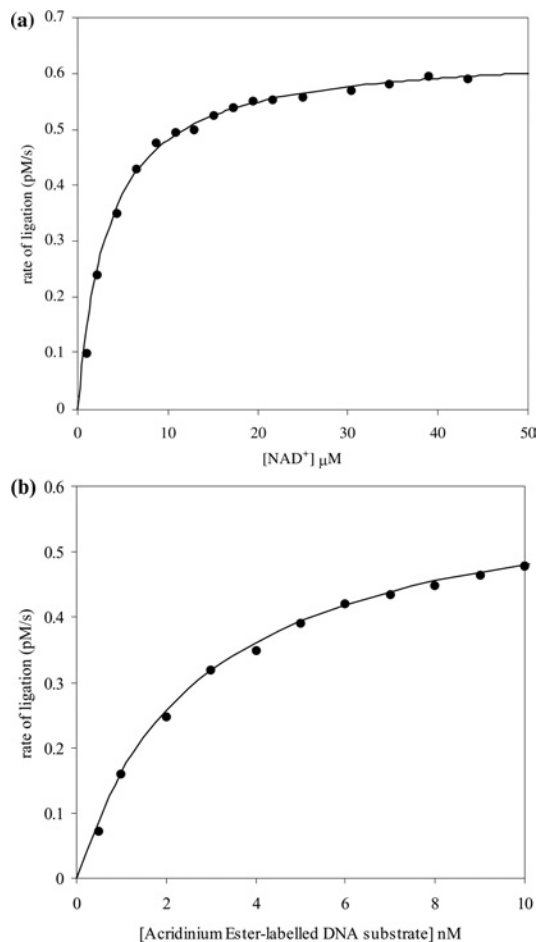 (a)
0.7
0.6
0.5
0.4
0.3
0.2
0.1
0
rate of ligation (pM/s)
0 10 20 30 40 50
[NAD+] µM
(b)
0.6
0.5
0.4
0.3
0.2
0.1
0
rate of ligation (pM/s)
0 2 4 6 8 10
[Acridinium Ester-labelled DNA substrate] nM